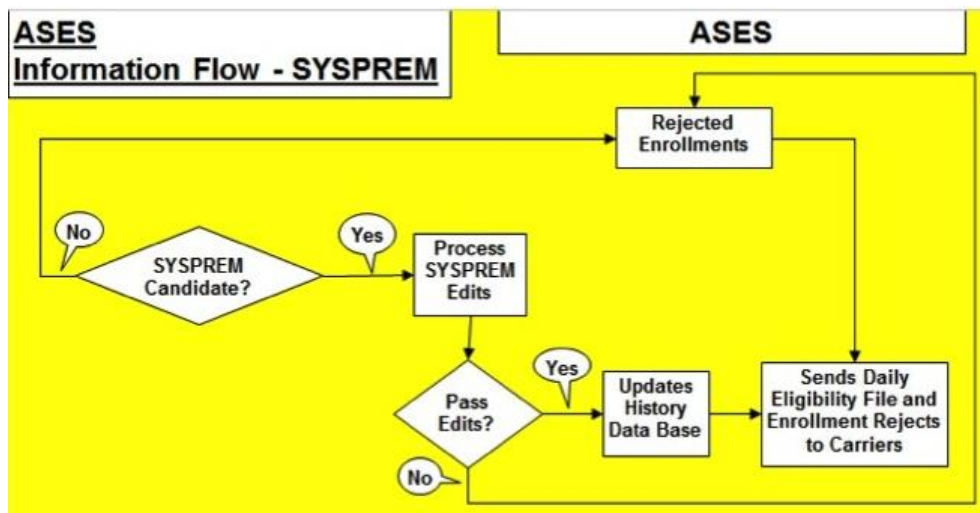 ASES
Information Flow - SYSPREM
ASES
Rejected
Enrollments
No
SYSPREM
Candidate?
Yes
Process
SYSPREM
Edits
Pass
Edits?
Yes
Updates
History
Data Base
Sends Daily
Eligibility File and
Enrollment Rejects
to Carriers
No